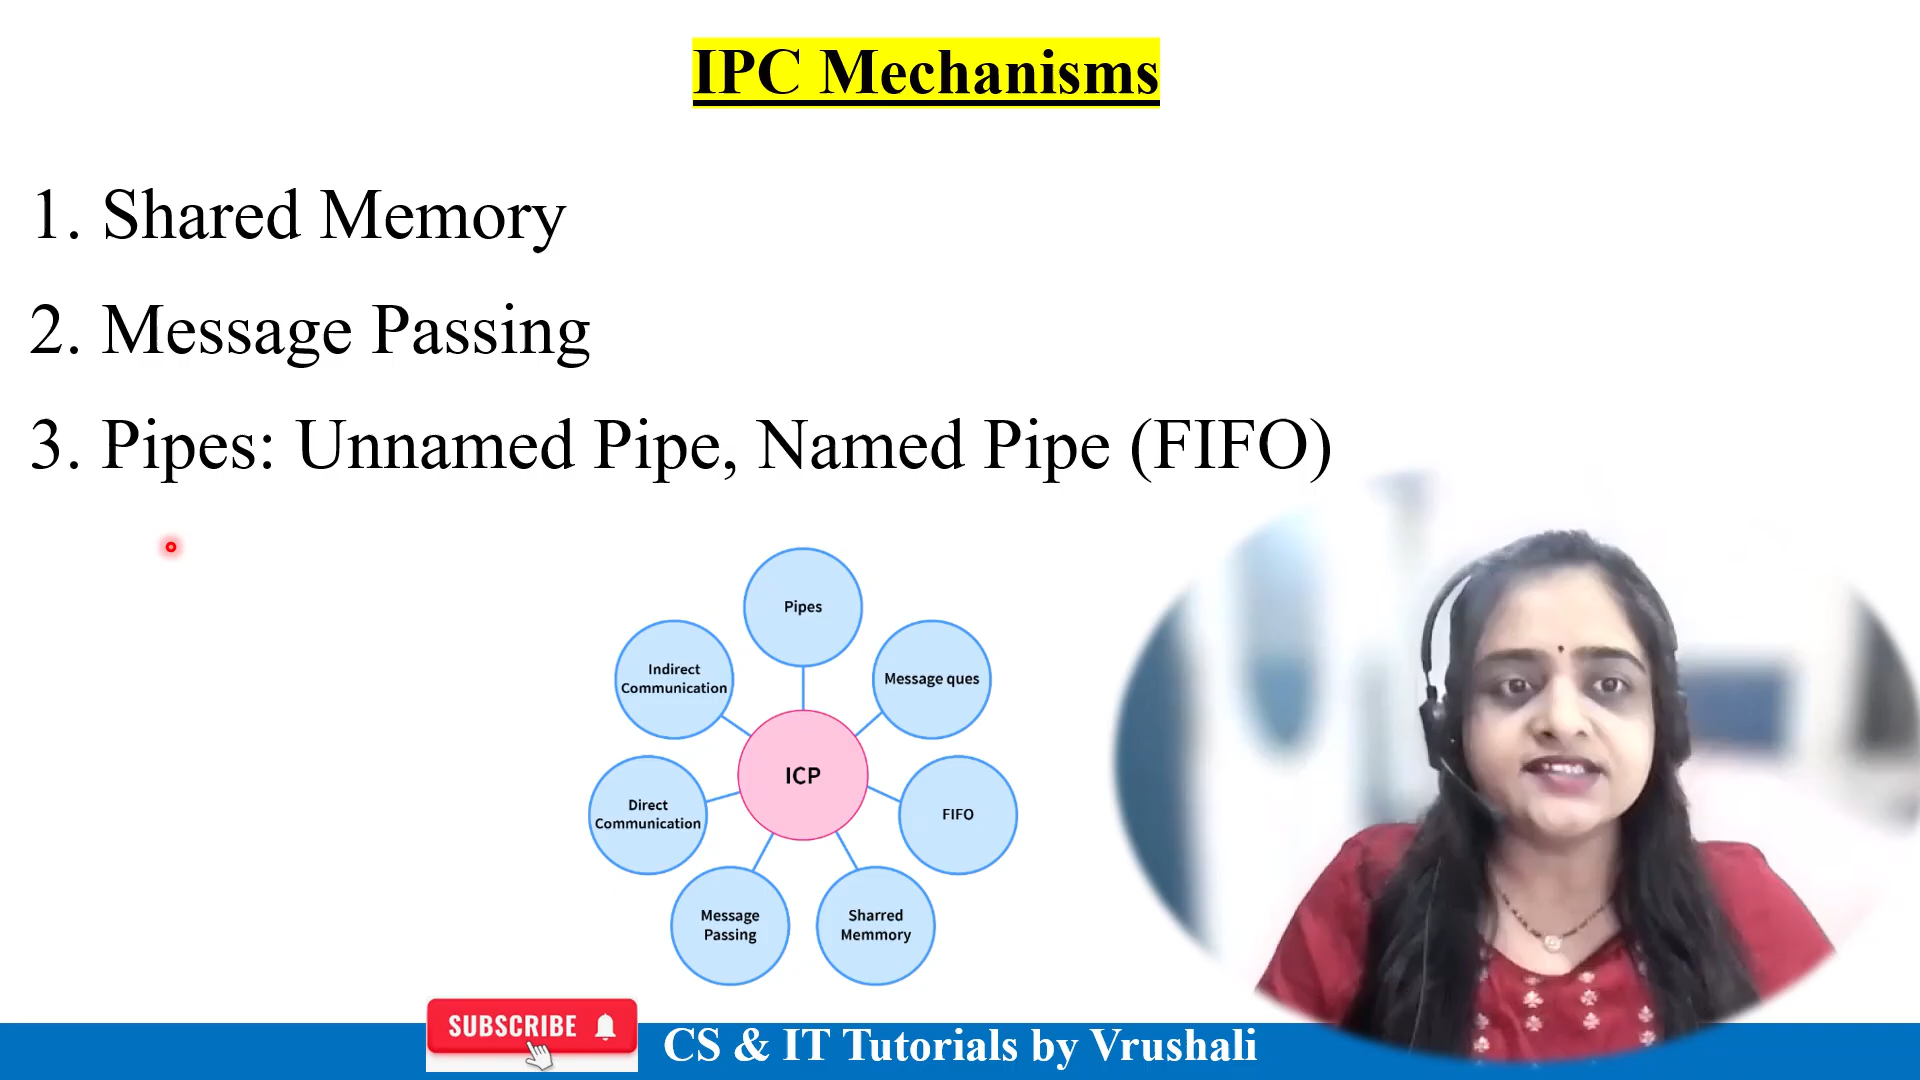 IPC Mechanisms
1. Shared Memory
2. Message Passing
3. Pipes: Unnamed Pipe, Named Pipe (FIFO)
Pipes
Indirect
Communication
Message ques
ICP
Direct
Communication
FIFO
Message
Passing
Sharred
Memmory
SUBSCRIBE
CS & IT Tutorials by Vrushali